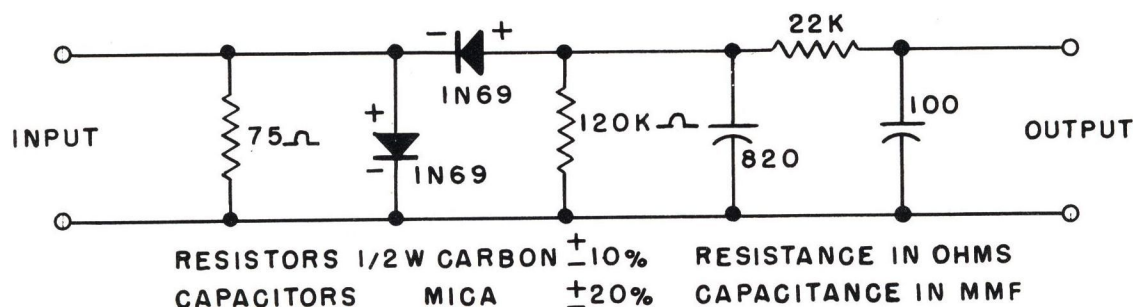 22K
- +
1N69
100
INPUT
75Ω
+
-
1N69
120KΩ
820
OUTPUT
RESISTORS 1/2 W CARBON ±10% RESISTANCE IN OHMS
CAPACITORS MICA ±20% CAPACITANCE IN MMF